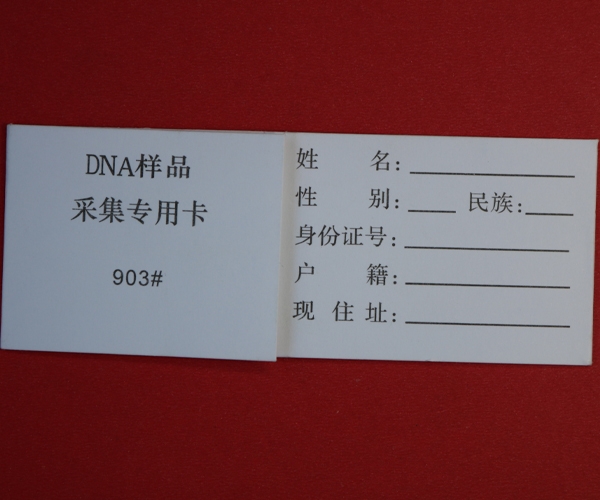 DNA样品
采集专用卡
903#
姓 名:
性 别: 民族:
身份证号:
户 籍:
现 住 址: